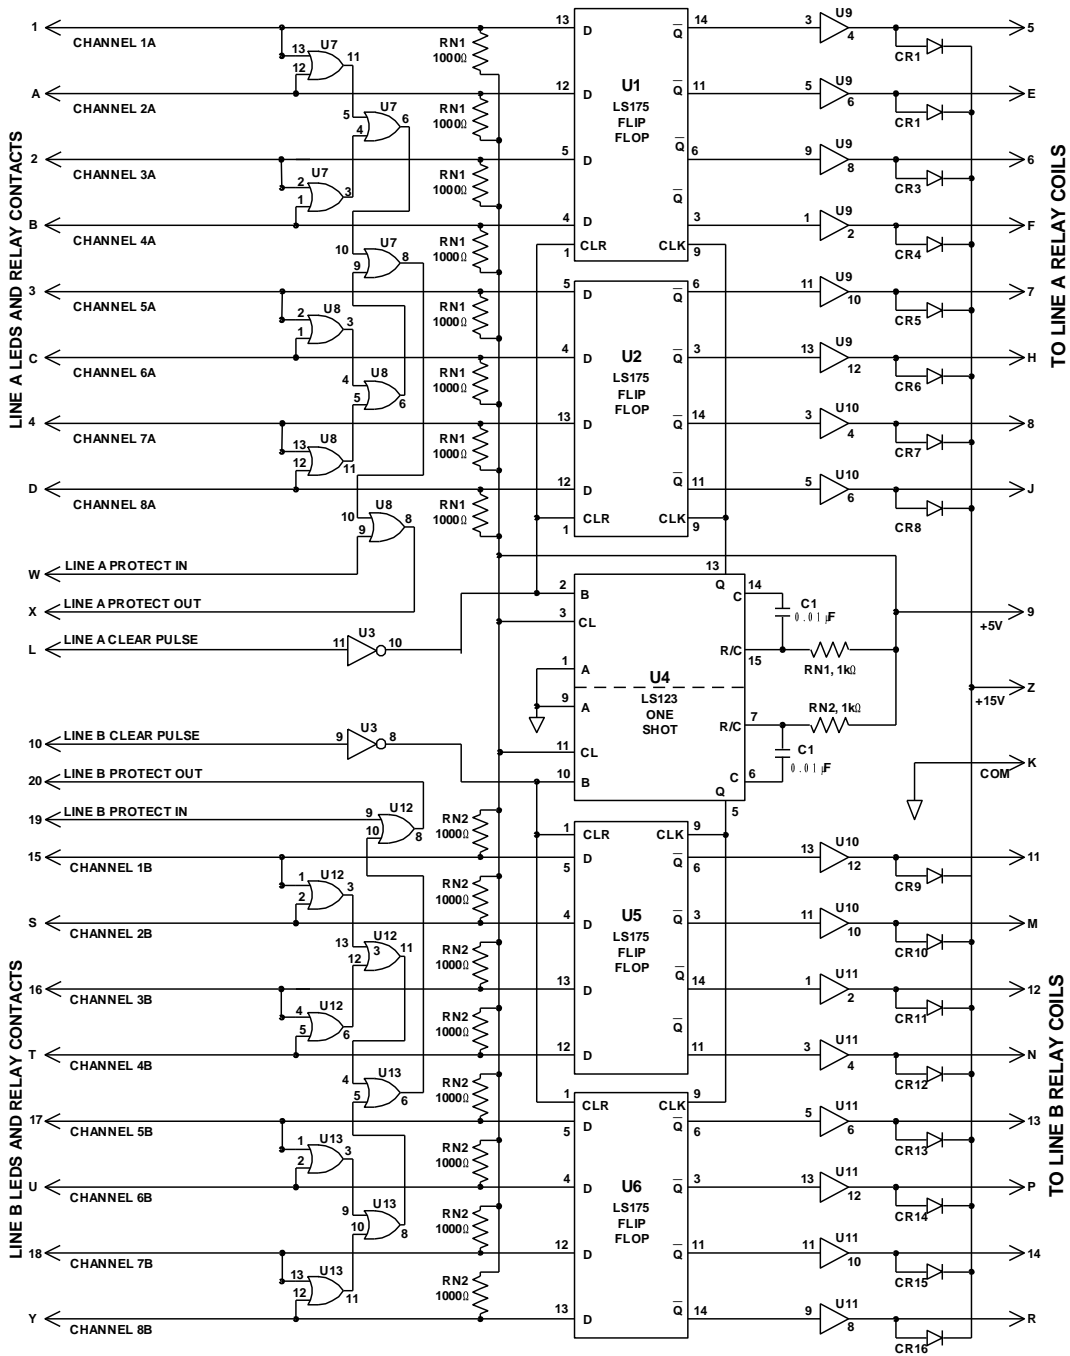 LINE A LEDS AND RELAY CONTACTS
TO LINE A RELAY COILS
LINE B LEDS AND RELAY CONTACTS
TO LINE B RELAY COILS
1 CHANNEL 1A
A CHANNEL 2A
2 CHANNEL 3A
B CHANNEL 4A
3 CHANNEL 5A
C CHANNEL 6A
4 CHANNEL 7A
D CHANNEL 8A
W LINE A PROTECT IN
X LINE A PROTECT OUT
L LINE A CLEAR PULSE
10 LINE B CLEAR PULSE
20 LINE B PROTECT OUT
19 LINE B PROTECT IN
15 CHANNEL 1B
S CHANNEL 2B
16 CHANNEL 3B
T CHANNEL 4B
17 CHANNEL 5B
U CHANNEL 6B
18 CHANNEL 7B
Y CHANNEL 8B
13 12 U7 11
5 4 U7 6
2 1 U7 3
10 9 U7 8
2 1 U8 3
4 5 U8 6
13 12 U8 11
10 9 U8 8
11 U3 10
9 U3 8
9 10 U12 8
1 2 U12 3
13 12 U12 3 11
4 5 U12 6
4 5 U13 6
1 2 U13 3
9 10 U13 8
13 12 U13 11
RN1 1000Ω
RN1 1000Ω
RN1 1000Ω
RN1 1000Ω
RN1 1000Ω
RN1 1000Ω
RN1 1000Ω
RN1 1000Ω
RN2 1000Ω
RN2 1000Ω
RN2 1000Ω
RN2 1000Ω
RN2 1000Ω
RN2 1000Ω
RN2 1000Ω
RN2 1000Ω
U1
LS175
FLIP
FLOP
13 D Q 14
12 D Q 11
5 D Q 6
4 D Q 3
CLR 1 CLK 9
U2
LS175
FLIP
FLOP
5 D Q 6
4 D Q 3
13 D Q 14
12 D Q 11
CLR 1 CLK 9
U4
LS123
ONE
SHOT
2 B Q 13
3 CL C 14
1 A R/C 15
9 A R/C 7
11 CL C 6
10 B Q 5
C1
0.01µF
RN1, 1kΩ
RN2, 1kΩ
C1
0.01µF
U5
LS175
FLIP
FLOP
1 CLR CLK 9
5 D Q 6
4 D Q 3
13 D Q 14
12 D Q 11
U6
LS175
FLIP
FLOP
1 CLR CLK 9
5 D Q 6
4 D Q 3
12 D Q 11
13 D Q 14
3 U9 4 CR1 5
5 U9 6 CR1 E
9 U9 8 CR3 6
1 U9 2 CR4 F
11 U9 10 CR5 7
13 U9 12 CR6 H
3 U10 4 CR7 8
5 U10 6 CR8 J
+5V 9
+15V Z
COM K
13 U10 12 CR9 11
11 U10 10 CR10 M
1 U11 2 CR11 12
3 U11 4 CR12 N
5 U11 6 CR13 13
13 U11 12 CR14 P
11 U11 10 CR15 14
9 U11 8 CR16 R